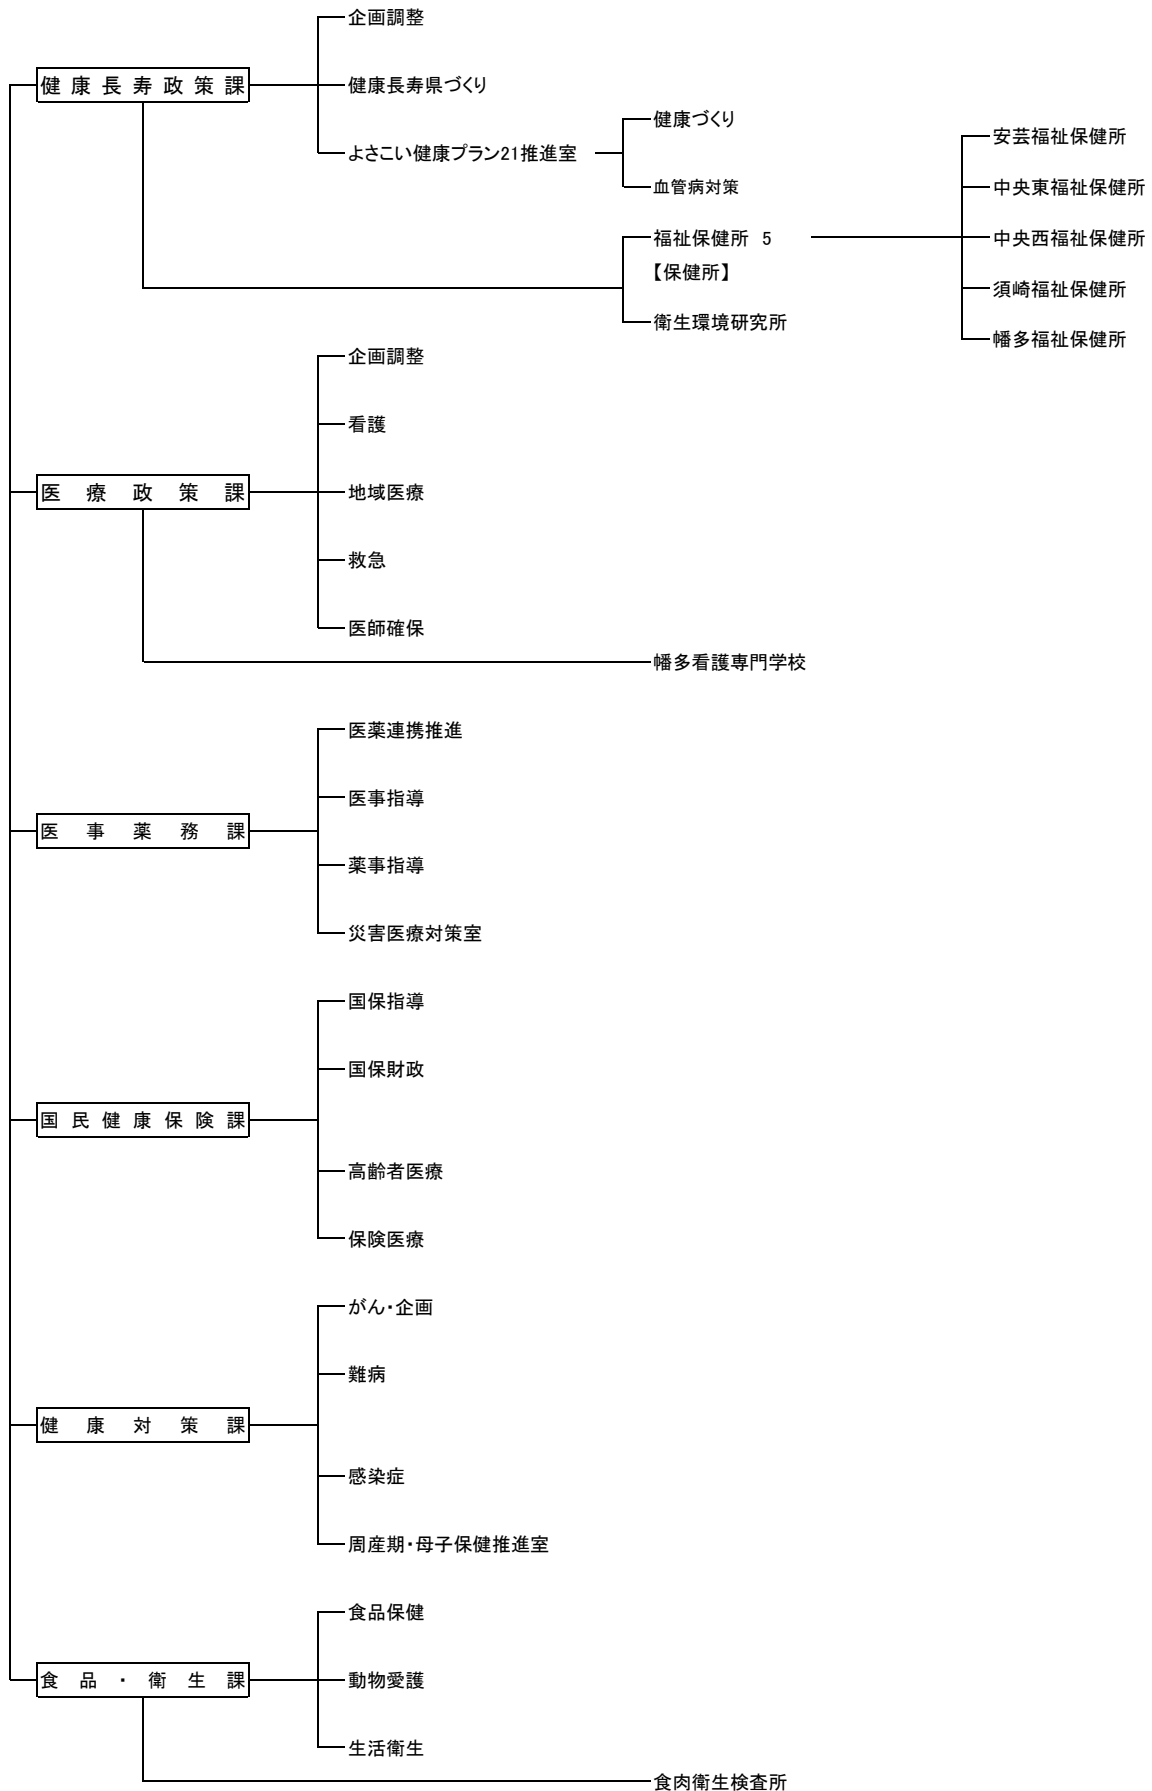 企画調整
健康長寿政策課
健康長寿県づくり
健康づくり
安芸福祉保健所
よさこい健康プラン21推進室
血管病対策
中央東福祉保健所
福祉保健所 5
中央西福祉保健所
【保健所】
須崎福祉保健所
衛生環境研究所
幡多福祉保健所
企画調整
看護
医療政策課
地域医療
救急
医師確保
幡多看護専門学校
医薬連携推進
医事指導
医事薬務課
薬事指導
災害医療対策室
国保指導
国保財政
国民健康保険課
高齢者医療
保険医療
がん・企画
難病
健康対策課
感染症
周産期・母子保健推進室
食品保健
食品・衛生課
動物愛護
生活衛生
食肉衛生検査所